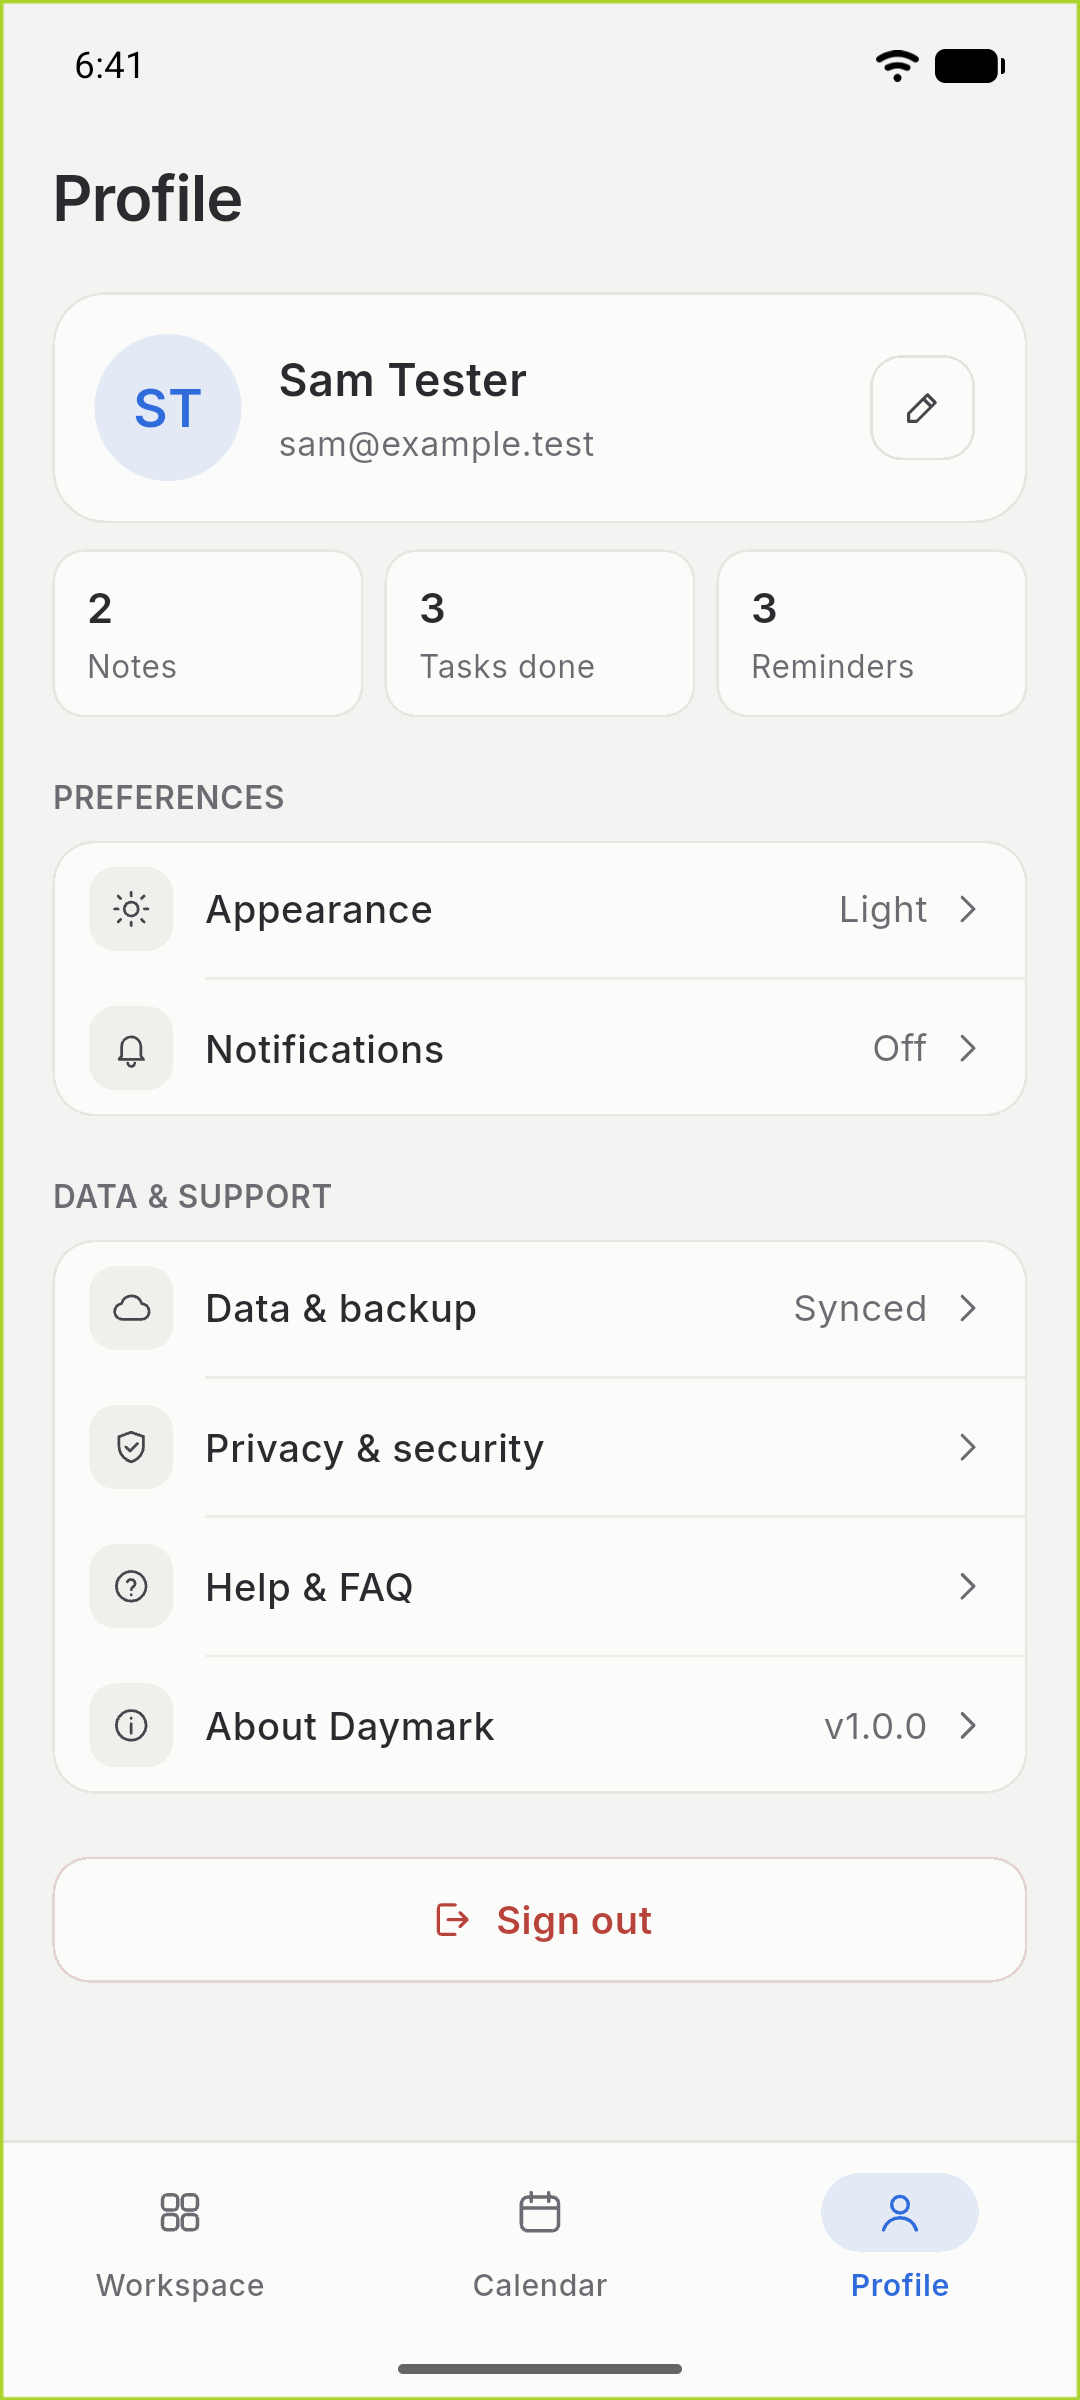 6:41
Profile
ST
Sam Tester
sam@example.test
2
Notes
3
Tasks done
3
Reminders
PREFERENCES
Appearance
Light
Notifications
Off
DATA & SUPPORT
Data & backup
Synced
Privacy & security
Help & FAQ
About Daymark
v1.0.0
Sign out
Workspace
Calendar
Profile